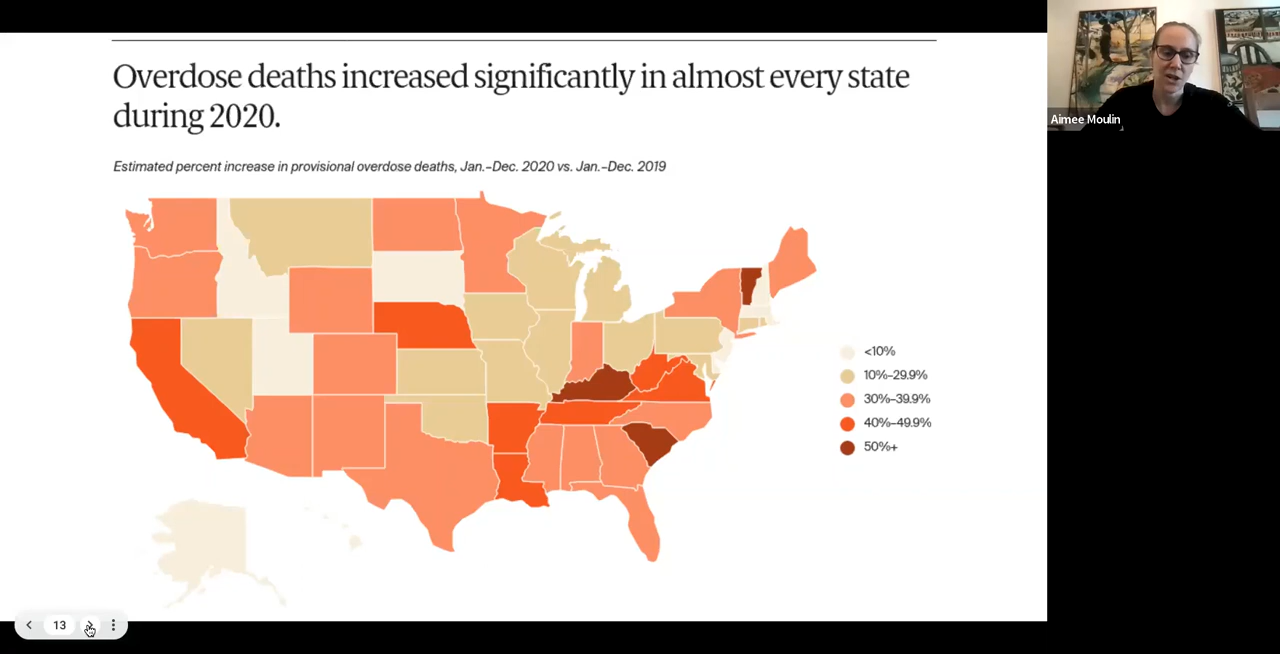 Overdose deaths increased significantly in almost every state
during 2020.
Estimated percent increase in provisional overdose deaths, Jan.–Dec. 2020 vs. Jan.–Dec. 2019
<10%
10%–29.9%
30%–39.9%
40%–49.9%
50%+
Aimee Moulin
13